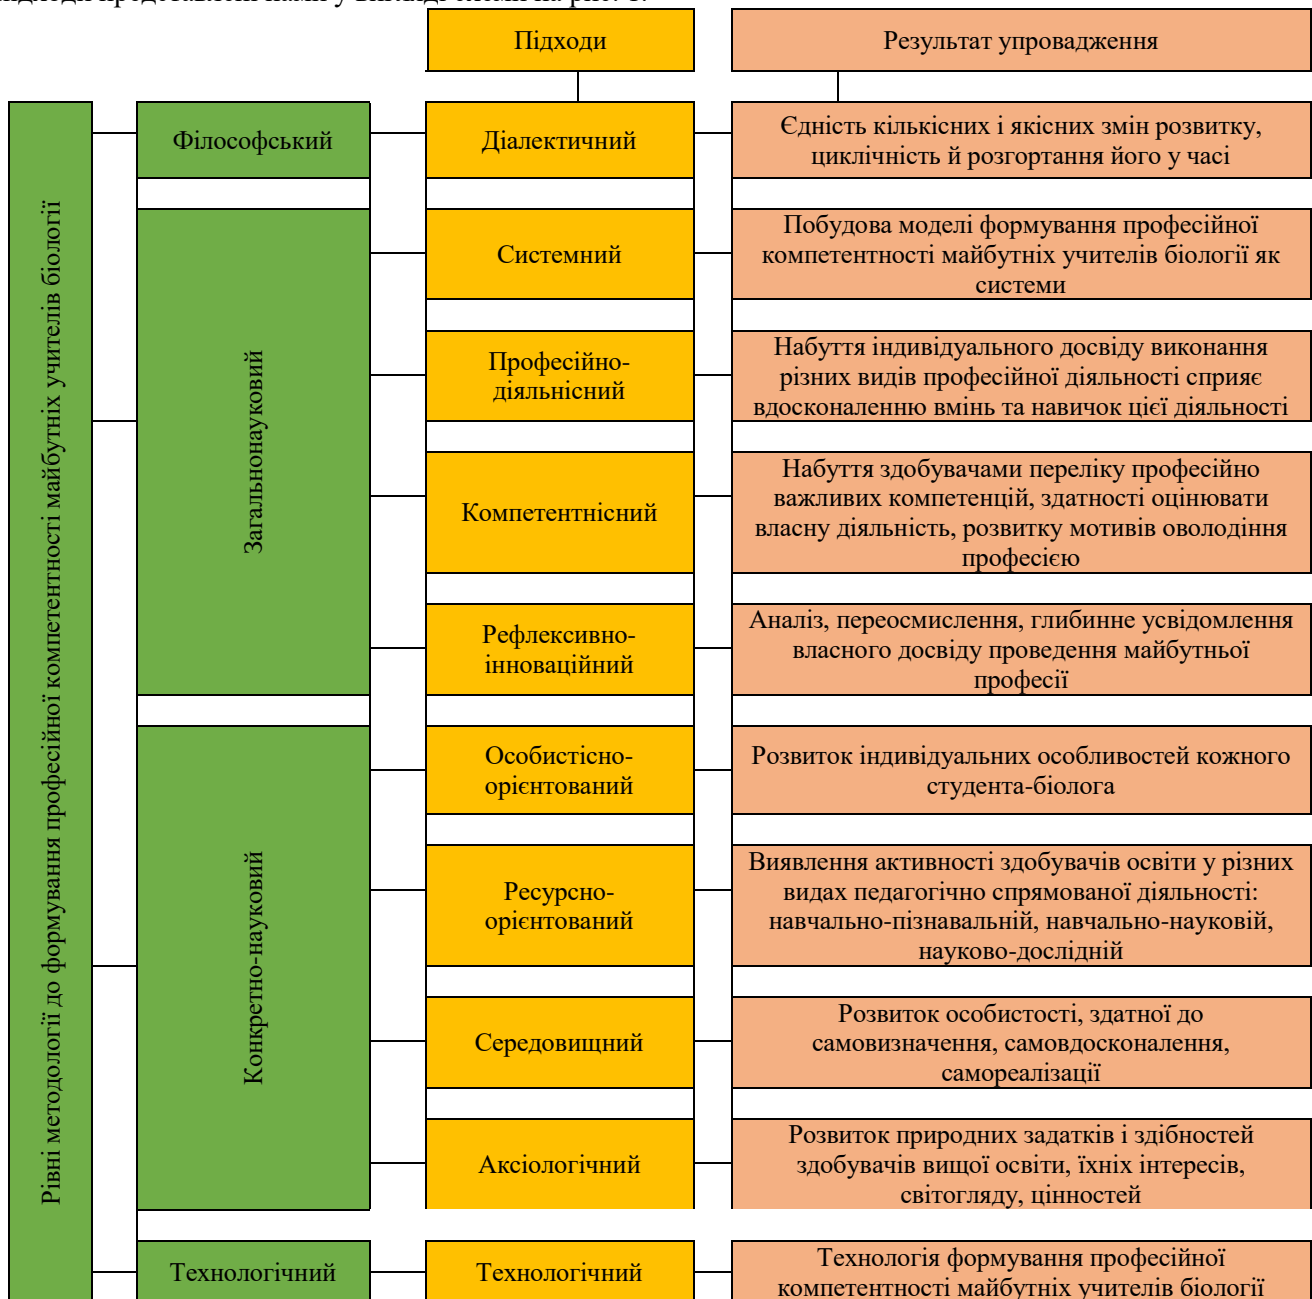 Підходи
Результат упровадження
Рівні методології до формування професійної компетентності майбутніх учителів біології
Філософський
Діалектичний
Єдність кількісних і якісних змін розвитку,
циклічність й розгортання його у часі
Загальнонауковий
Системний
Побудова моделі формування професійної
компетентності майбутніх учителів біології як
системи
Професійно-
діяльнісний
Набуття індивідуального досвіду виконання
різних видів професійної діяльності сприяє
вдосконаленню вмінь та навичок цієї діяльності
Компетентнісний
Набуття здобувачами переліку професійно
важливих компетенцій, здатності оцінювати
власну діяльність, розвитку мотивів оволодіння
професією
Рефлексивно-
інноваційний
Аналіз, переосмислення, глибинне усвідомлення
власного досвіду проведення майбутньої
професії
Конкретно-науковий
Особистісно-
орієнтований
Розвиток індивідуальних особливостей кожного
студента-біолога
Ресурсно-
орієнтований
Виявлення активності здобувачів освіти у різних
видах педагогічно спрямованої діяльності:
навчально-пізнавальній, навчально-науковій,
науково-дослідній
Середовищний
Розвиток особистості, здатної до
самовизначення, самовдосконалення,
самореалізації
Аксіологічний
Розвиток природних задатків і здібностей
здобувачів вищої освіти, їхніх інтересів,
світогляду, цінностей
Технологічний
Технологічний
Технологія формування професійної
компетентності майбутніх учителів біології